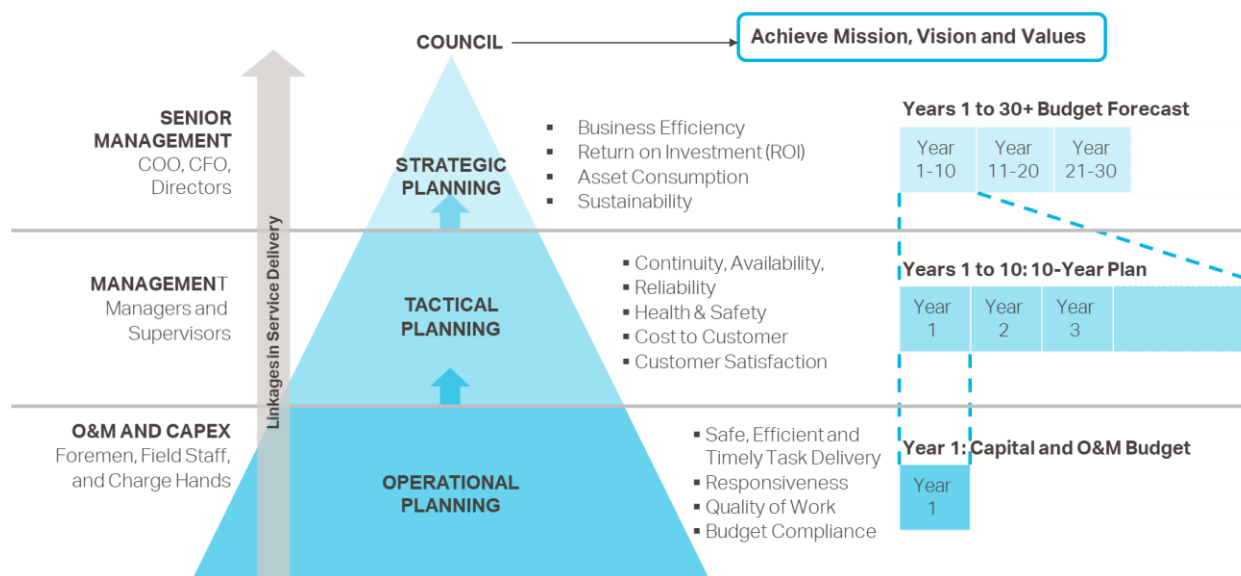 COUNCIL
Achieve Mission, Vision and Values
Linkages in Service Delivery
SENIOR
MANAGEMENT
COO, CFO,
Directors
STRATEGIC
PLANNING
▪ Business Efficiency
▪ Return on Investment (ROI)
▪ Asset Consumption
▪ Sustainability
Years 1 to 30+ Budget Forecast
Year
1-10
Year
11-20
Year
21-30
MANAGEMENT
Managers and
Supervisors
TACTICAL
PLANNING
▪ Continuity, Availability,
▪ Reliability
▪ Health & Safety
▪ Cost to Customer
▪ Customer Satisfaction
Years 1 to 10: 10-Year Plan
Year
1
Year
2
Year
3
O&M AND CAPEX
Foremen, Field Staff,
and Charge Hands
OPERATIONAL
PLANNING
▪ Safe, Efficient and
Timely Task Delivery
▪ Responsiveness
▪ Quality of Work
▪ Budget Compliance
Year 1: Capital and O&M Budget
Year
1